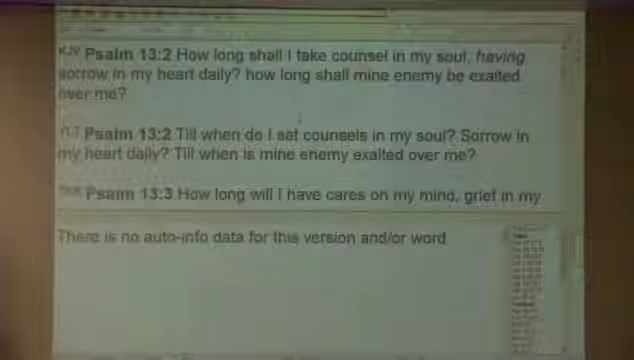 KJV Psalm 13:2 How long shall I take counsel in my soul, having
sorrow in my heart daily? how long shall mine enemy be exalted
over me?
YLT Psalm 13:2 Till when do I set counsels in my soul? Sorrow in
my heart daily? Till when is mine enemy exalted over me?
Psalm 13:3 How long will I have cares on my mind, grief in my
There is no auto-info data for this version and/or word